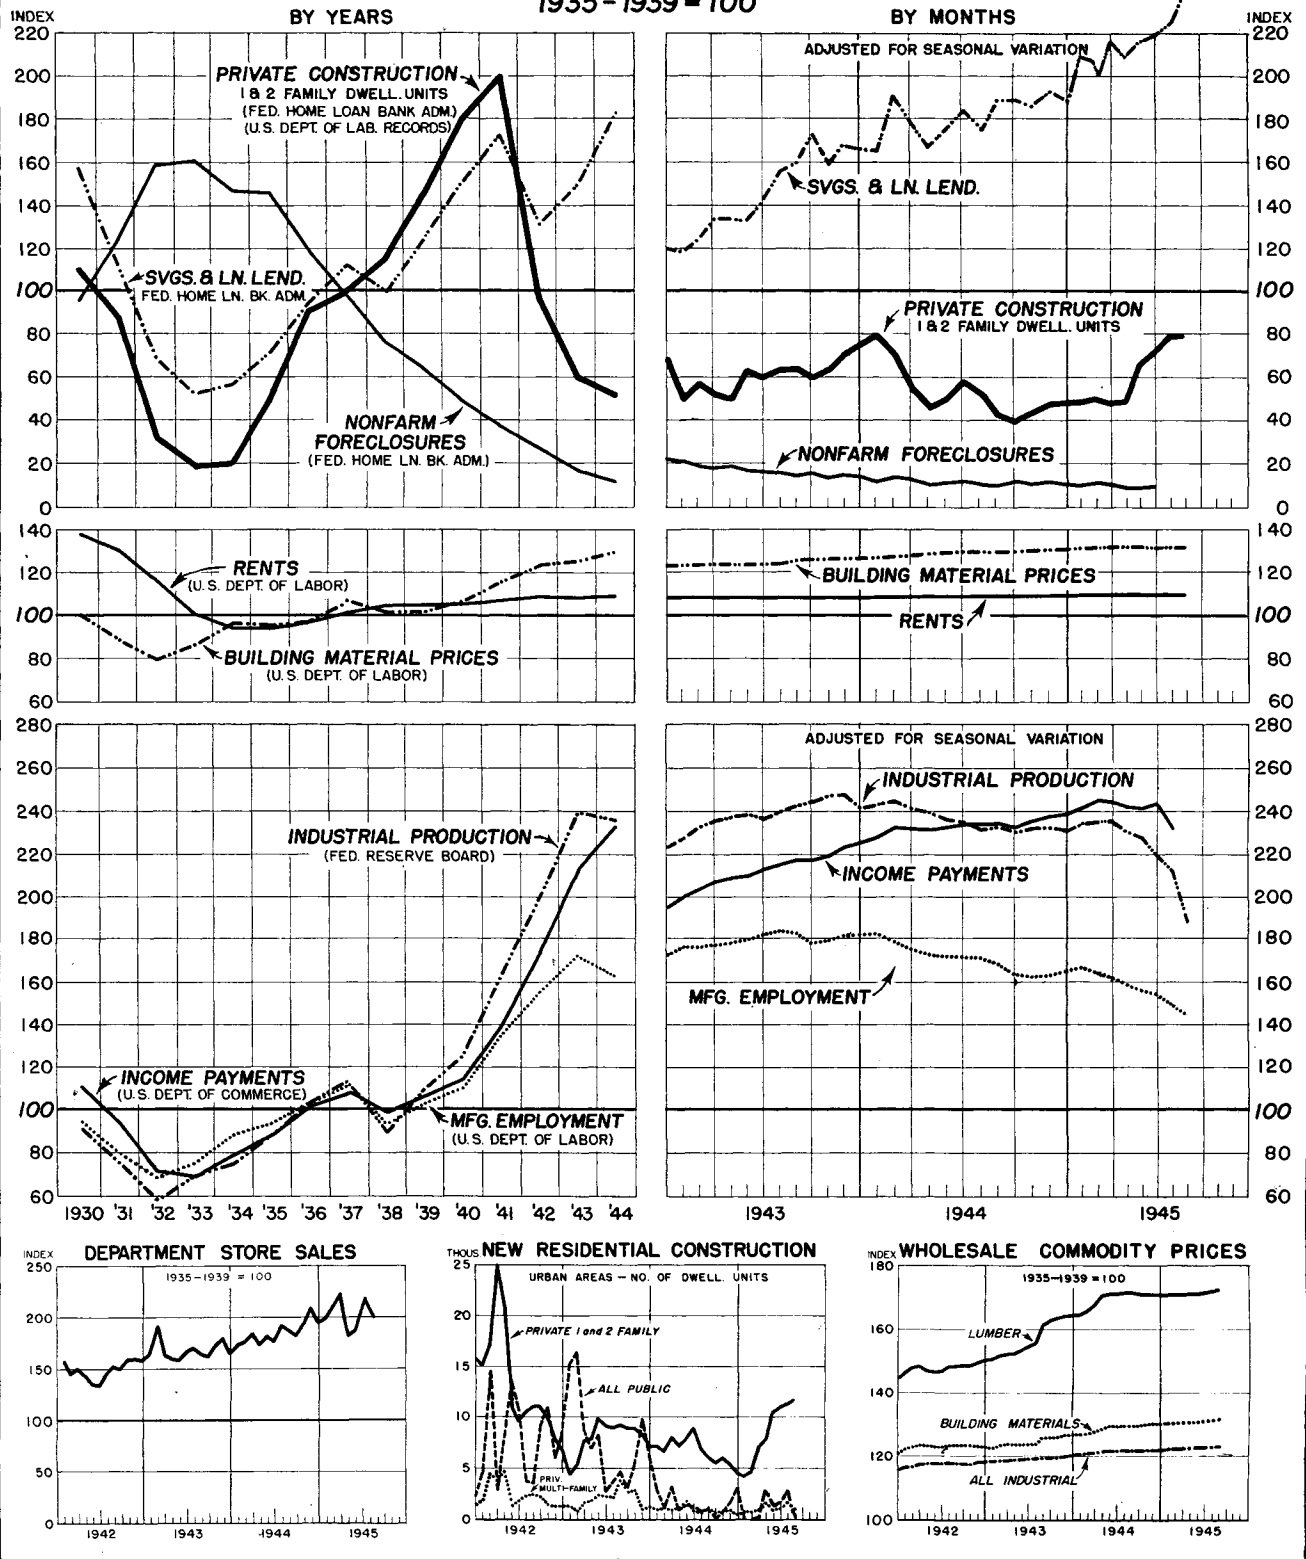 1935-1939=100
INDEX
BY YEARS
BY MONTHS
INDEX
220
200
180
160
140
120
100
80
60
40
20
0
PRIVATE CONSTRUCTION
1 & 2 FAMILY DWELL. UNITS
(FED. HOME LOAN BANK ADM.)
(U.S. DEPT. OF LAB. RECORDS)
SVGS. & LN. LEND.
FED. HOME LN. BK. ADM.
NONFARM
FORECLOSURES
(FED. HOME LN. BK. ADM.)
ADJUSTED FOR SEASONAL VARIATION
SVGS. & LN. LEND.
PRIVATE CONSTRUCTION
1 & 2 FAMILY DWELL. UNITS
NONFARM FORECLOSURES
220
200
180
160
140
120
100
80
60
40
20
0
140
120
100
80
60
RENTS
(U.S. DEPT. OF LABOR)
BUILDING MATERIAL PRICES
(U.S. DEPT. OF LABOR)
BUILDING MATERIAL PRICES
RENTS
140
120
100
80
60
280
260
240
220
200
180
160
140
120
100
80
60
INDUSTRIAL PRODUCTION
(FED. RESERVE BOARD)
INCOME PAYMENTS
(U.S. DEPT. OF COMMERCE)
MFG. EMPLOYMENT
(U.S. DEPT. OF LABOR)
1930 '31 '32 '33 '34 '35 '36 '37 '38 '39 '40 '41 '42 '43 '44
ADJUSTED FOR SEASONAL VARIATION
INDUSTRIAL PRODUCTION
INCOME PAYMENTS
MFG. EMPLOYMENT
280
260
240
220
200
180
160
140
120
100
80
60
1943 1944 1945
INDEX DEPARTMENT STORE SALES
1935-1939 = 100
250
200
150
100
50
0
1942 1943 1944 1945
THOUS. NEW RESIDENTIAL CONSTRUCTION
URBAN AREAS - NO. OF DWELL. UNITS
25
20
15
10
5
0
PRIVATE 1 and 2 FAMILY
ALL PUBLIC
PRIV.
MULTI-FAMILY
1942 1943 1944 1945
INDEX WHOLESALE COMMODITY PRICES
1935-1939=100
180
160
140
120
100
LUMBER
BUILDING MATERIALS
ALL INDUSTRIAL
1942 1943 1944 1945